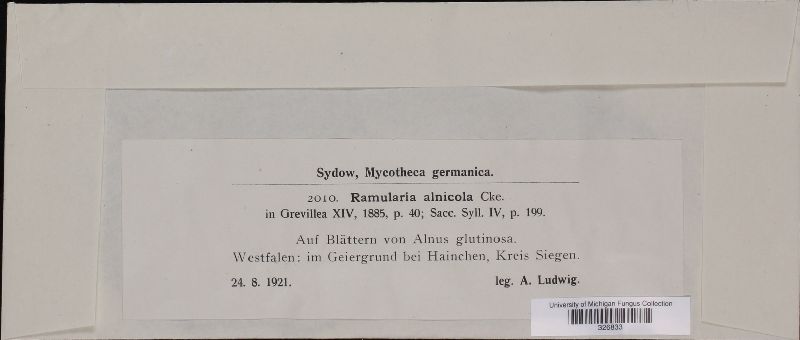 Sydow, Mycotheca germanica.
2010. Ramularia alnicola Cke.
in Grevillea XIV, 1885, p. 40; Sacc. Syll. IV, p. 199.
Auf Blättern von Alnus glutinosa.
Westfalen: im Geiergrund bei Hainchen, Kreis Siegen.
24. 8. 1921. leg. A. Ludwig.
University of Michigan Fungus Collection
326833